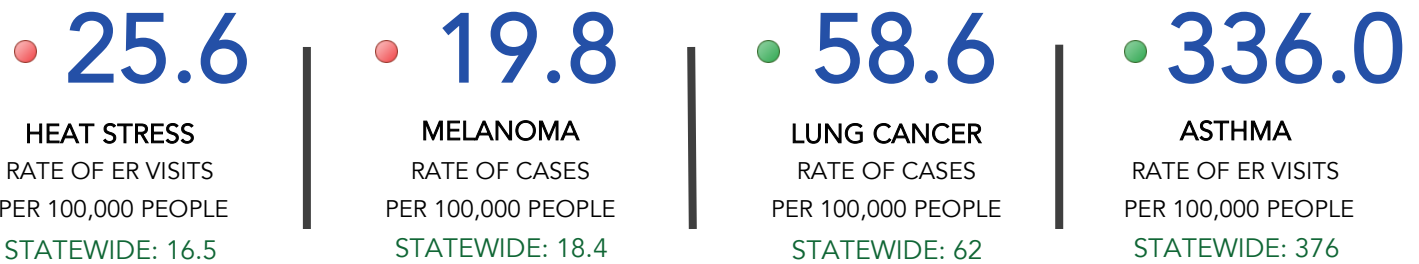 25.6
HEAT STRESS
RATE OF ER VISITS
PER 100,000 PEOPLE
STATEWIDE: 16.5
19.8
MELANOMA
RATE OF CASES
PER 100,000 PEOPLE
STATEWIDE: 18.4
58.6
LUNG CANCER
RATE OF CASES
PER 100,000 PEOPLE
STATEWIDE: 62
336.0
ASTHMA
RATE OF ER VISITS
PER 100,000 PEOPLE
STATEWIDE: 376